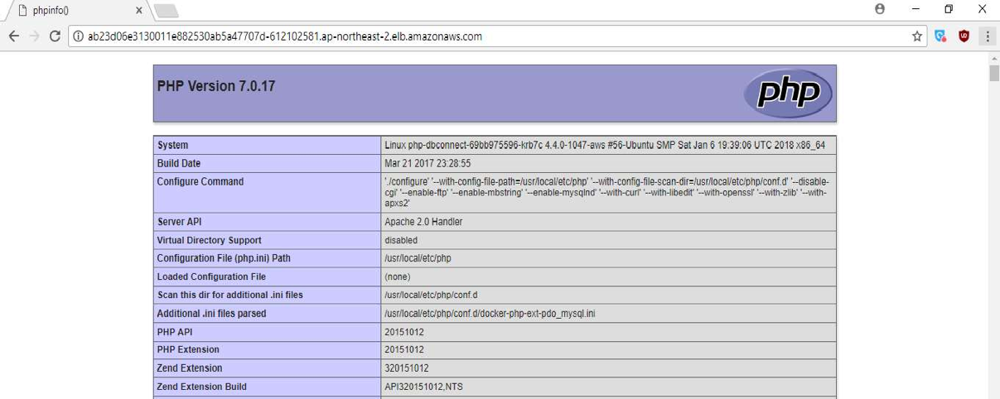 phpinfo()
ab23d06e3130011e882530ab5a47707d-612102581.ap-northeast-2.elb.amazonaws.com
PHP Version 7.0.17
php
System Linux php-dbconnect-69bb975596-krb7c 4.4.0-1047-aws #56-Ubuntu SMP Sat Jan 6 19:39:06 UTC 2018 x86_64
Build Date Mar 21 2017 23:28:55
Configure Command './configure' '--with-config-file-path=/usr/local/etc/php' '--with-config-file-scan-dir=/usr/local/etc/php/conf.d' '--disable-
cgi' '--enable-ftp' '--enable-mbstring' '--enable-mysqlnd' '--with-curl' '--with-libedit' '--with-openssl' '--with-zlib' '--with-
apxs2'
Server API Apache 2.0 Handler
Virtual Directory Support disabled
Configuration File (php.ini) Path /usr/local/etc/php
Loaded Configuration File (none)
Scan this dir for additional .ini files /usr/local/etc/php/conf.d
Additional .ini files parsed /usr/local/etc/php/conf.d/docker-php-ext-pdo_mysql.ini
PHP API 20151012
PHP Extension 20151012
Zend Extension 320151012
Zend Extension Build API320151012,NTS